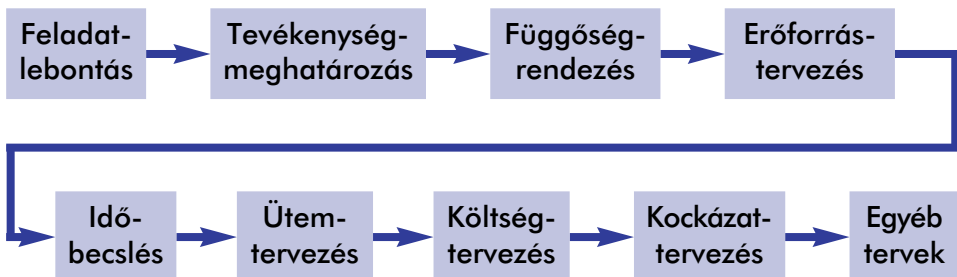 Feladat-
lebontás
Tevékenység-
meghatározás
Függőség-
rendezés
Erőforrás-
tervezés
Idő-
becslés
Ütem-
tervezés
Költség-
tervezés
Kockázat-
tervezés
Egyéb
tervek